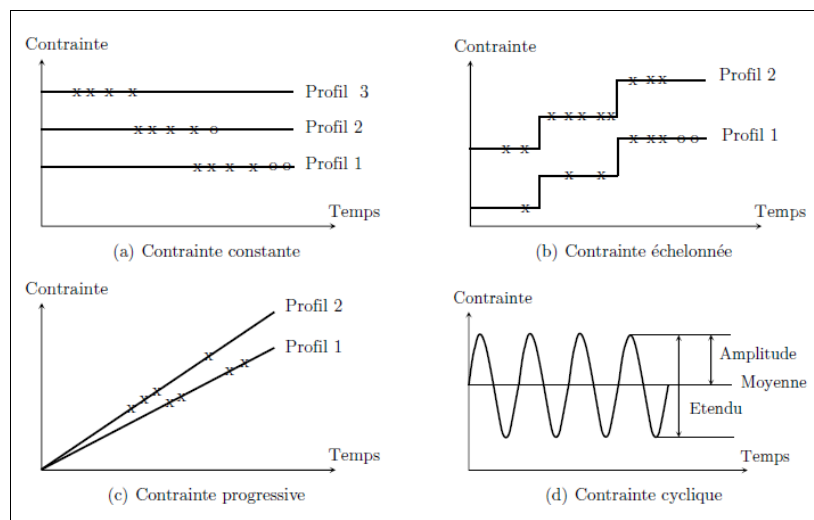 Contrainte
Profil 3
Profil 2
Profil 1
Temps
(a) Contrainte constante
Contrainte
Profil 2
Profil 1
Temps
(b) Contrainte échelonnée
Contrainte
Profil 2
Profil 1
Temps
(c) Contrainte progressive
Contrainte
Amplitude
Moyenne
Etendu
Temps
(d) Contrainte cyclique